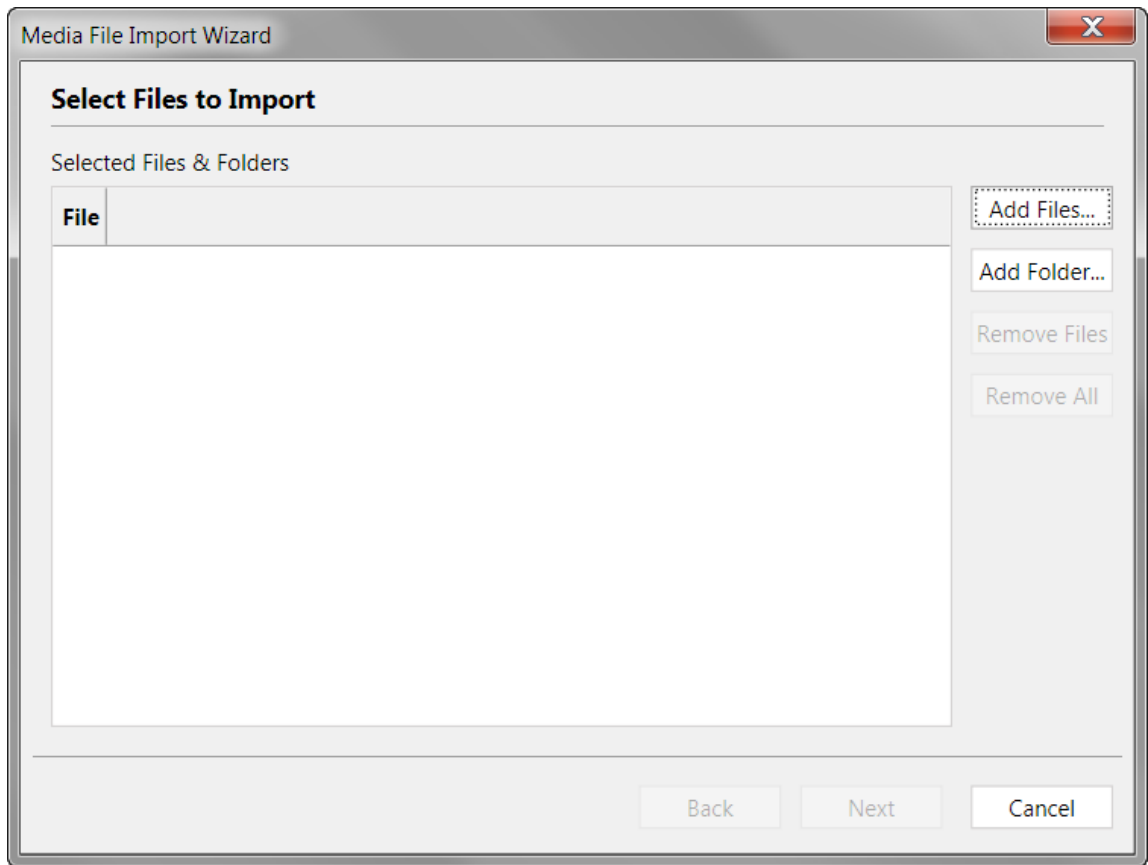 Media File Import Wizard
Select Files to Import
Selected Files & Folders
File
Add Files...
Add Folder...
Remove Files
Remove All
Back
Next
Cancel